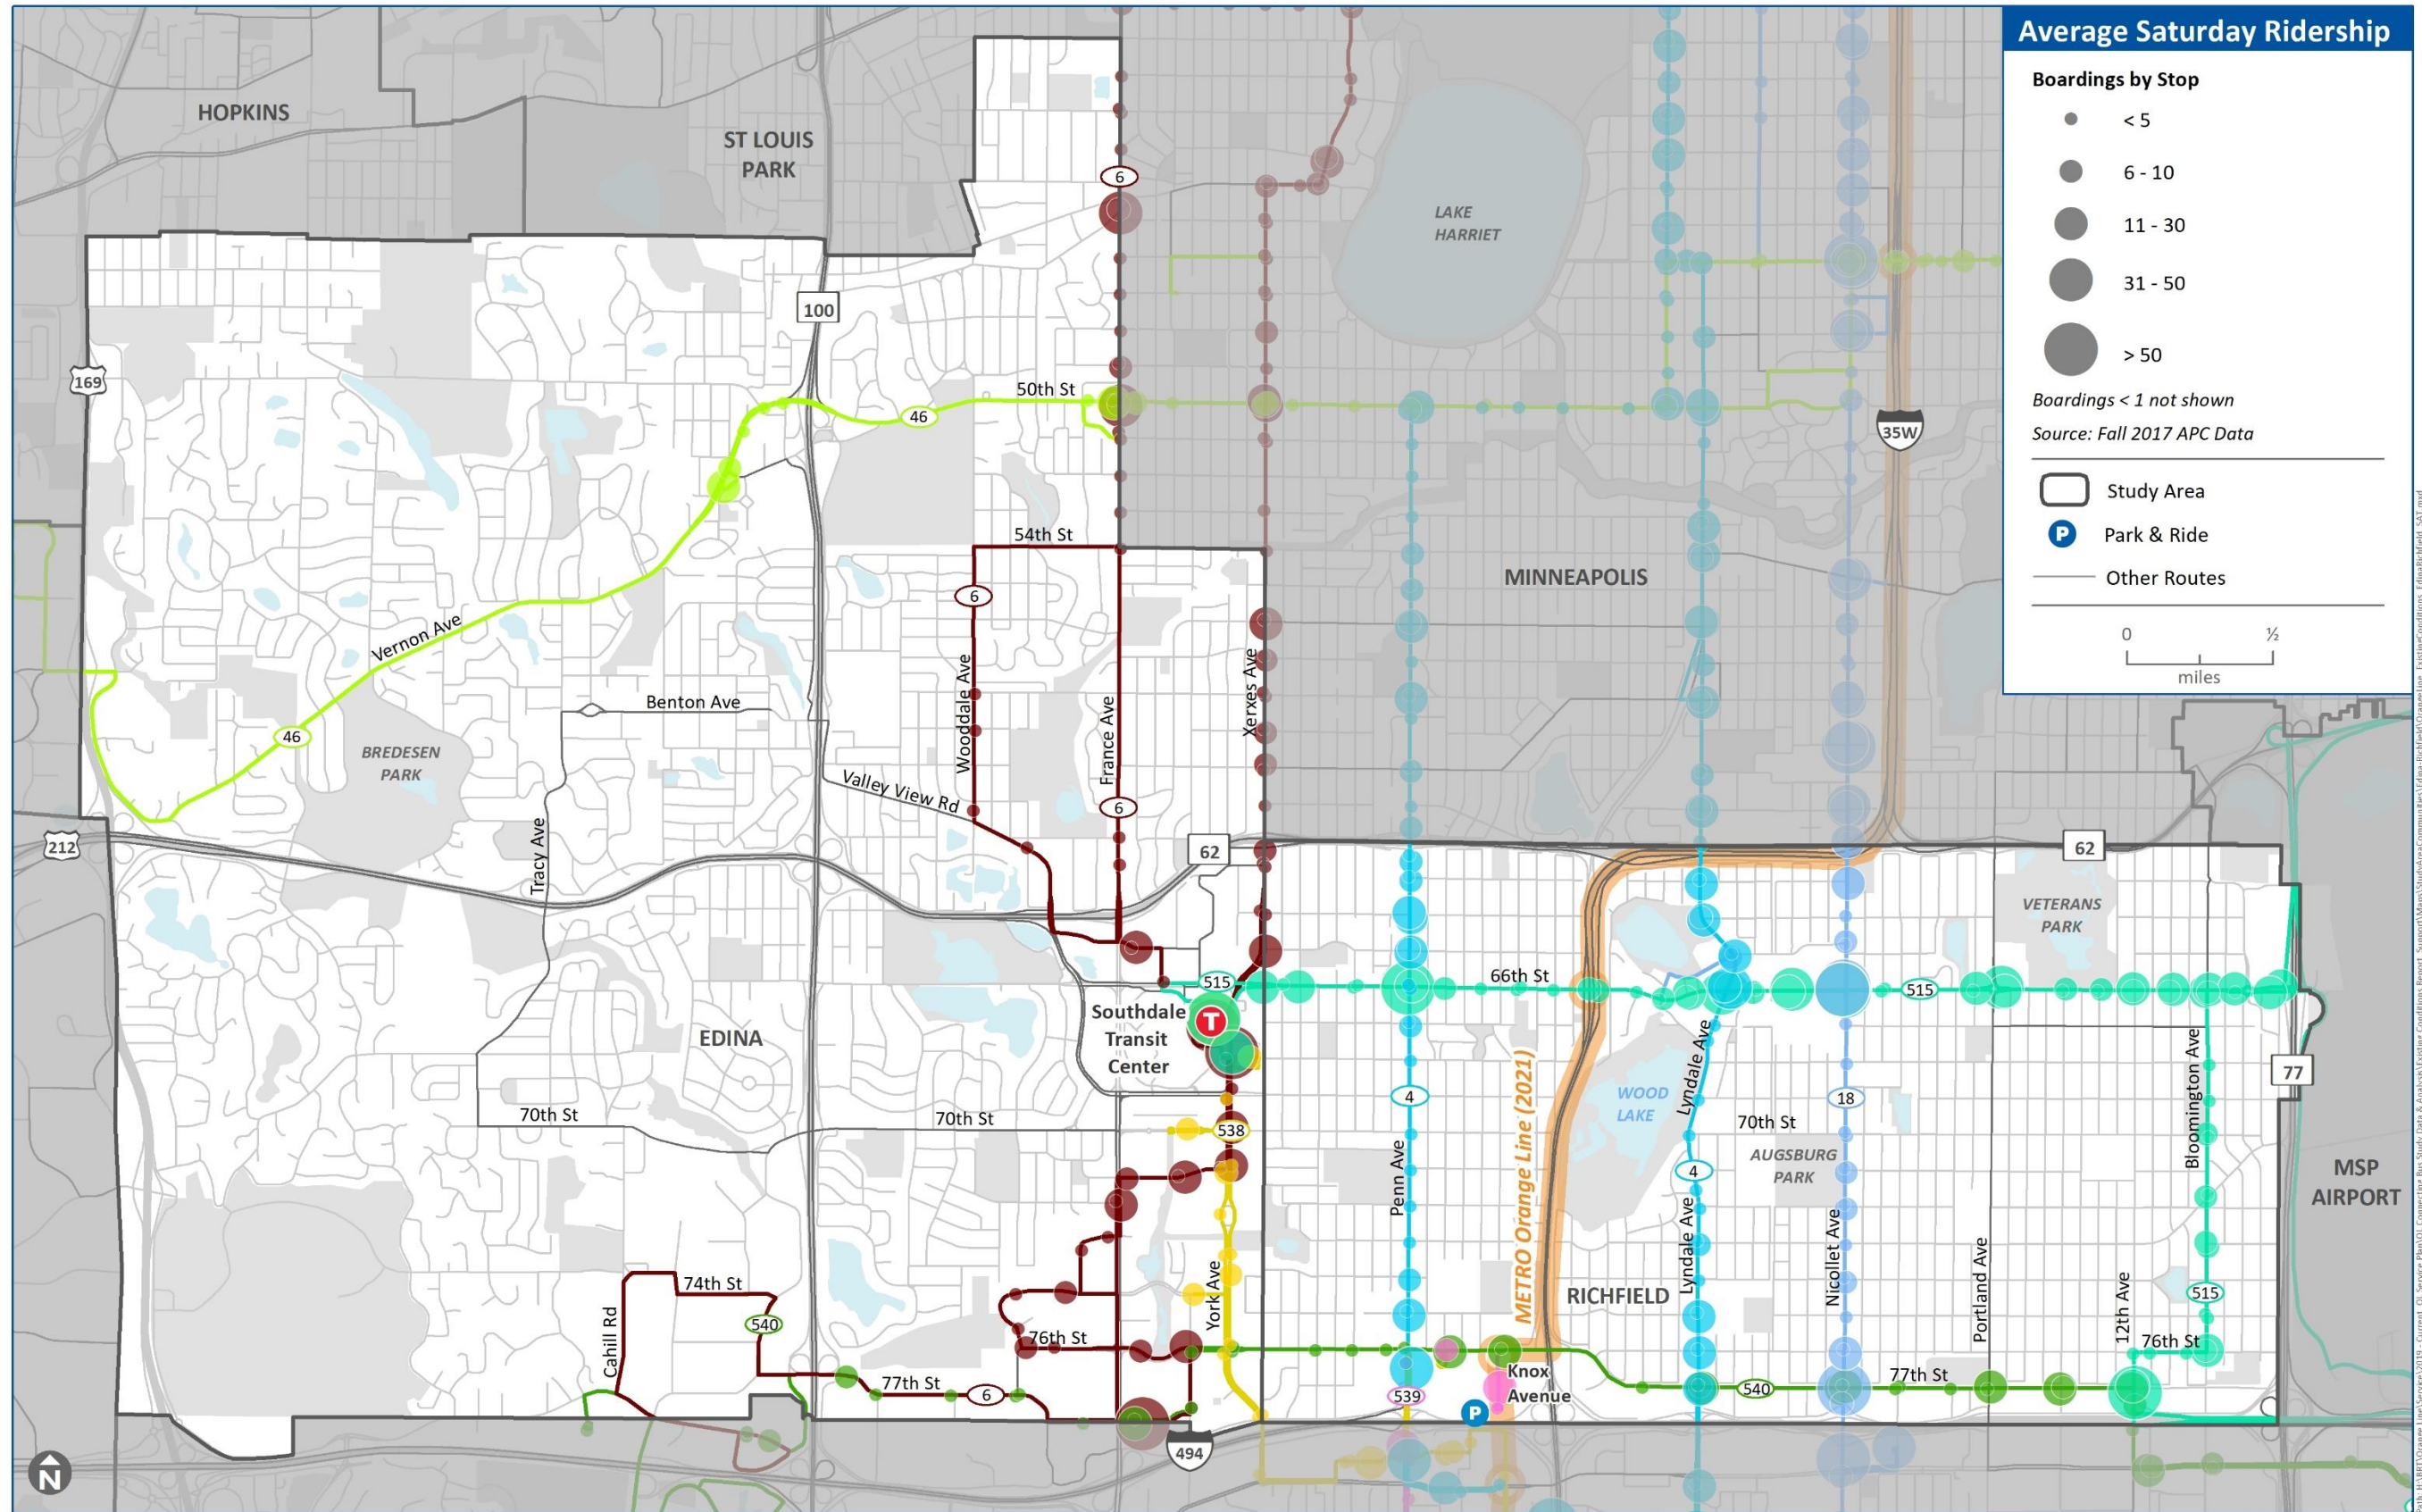 Average Saturday Ridership
Boardings by Stop
< 5
6 - 10
11 - 30
31 - 50
> 50
Boardings < 1 not shown
Source: Fall 2017 APC Data
Study Area
P
Park & Ride
Other Routes
0
½
miles
HOPKINS
ST LOUIS
PARK
6
LAKE
HARRIET
100
169
50th St
46
35W
54th St
MINNEAPOLIS
6
Vernon Ave
Wooddale Ave
France Ave
Xerxes Ave
Benton Ave
46
BREDESEN
PARK
Valley View Rd
6
212
Tracy Ave
62
62
VETERANS
PARK
515
66th St
515
Southdale
Transit
Center
T
EDINA
METRO Orange Line (2021)
Lyndale Ave
Bloomington Ave
77
4
WOOD
LAKE
18
70th St
70th St
538
70th St
Penn Ave
4
AUGSBURG
PARK
MSP
AIRPORT
74th St
540
Cahill Rd
76th St
York Ave
RICHFIELD
Lyndale Ave
Nicollet Ave
Portland Ave
12th Ave
515
76th St
77th St
6
539
Knox
Avenue
P
540
77th St
494
N